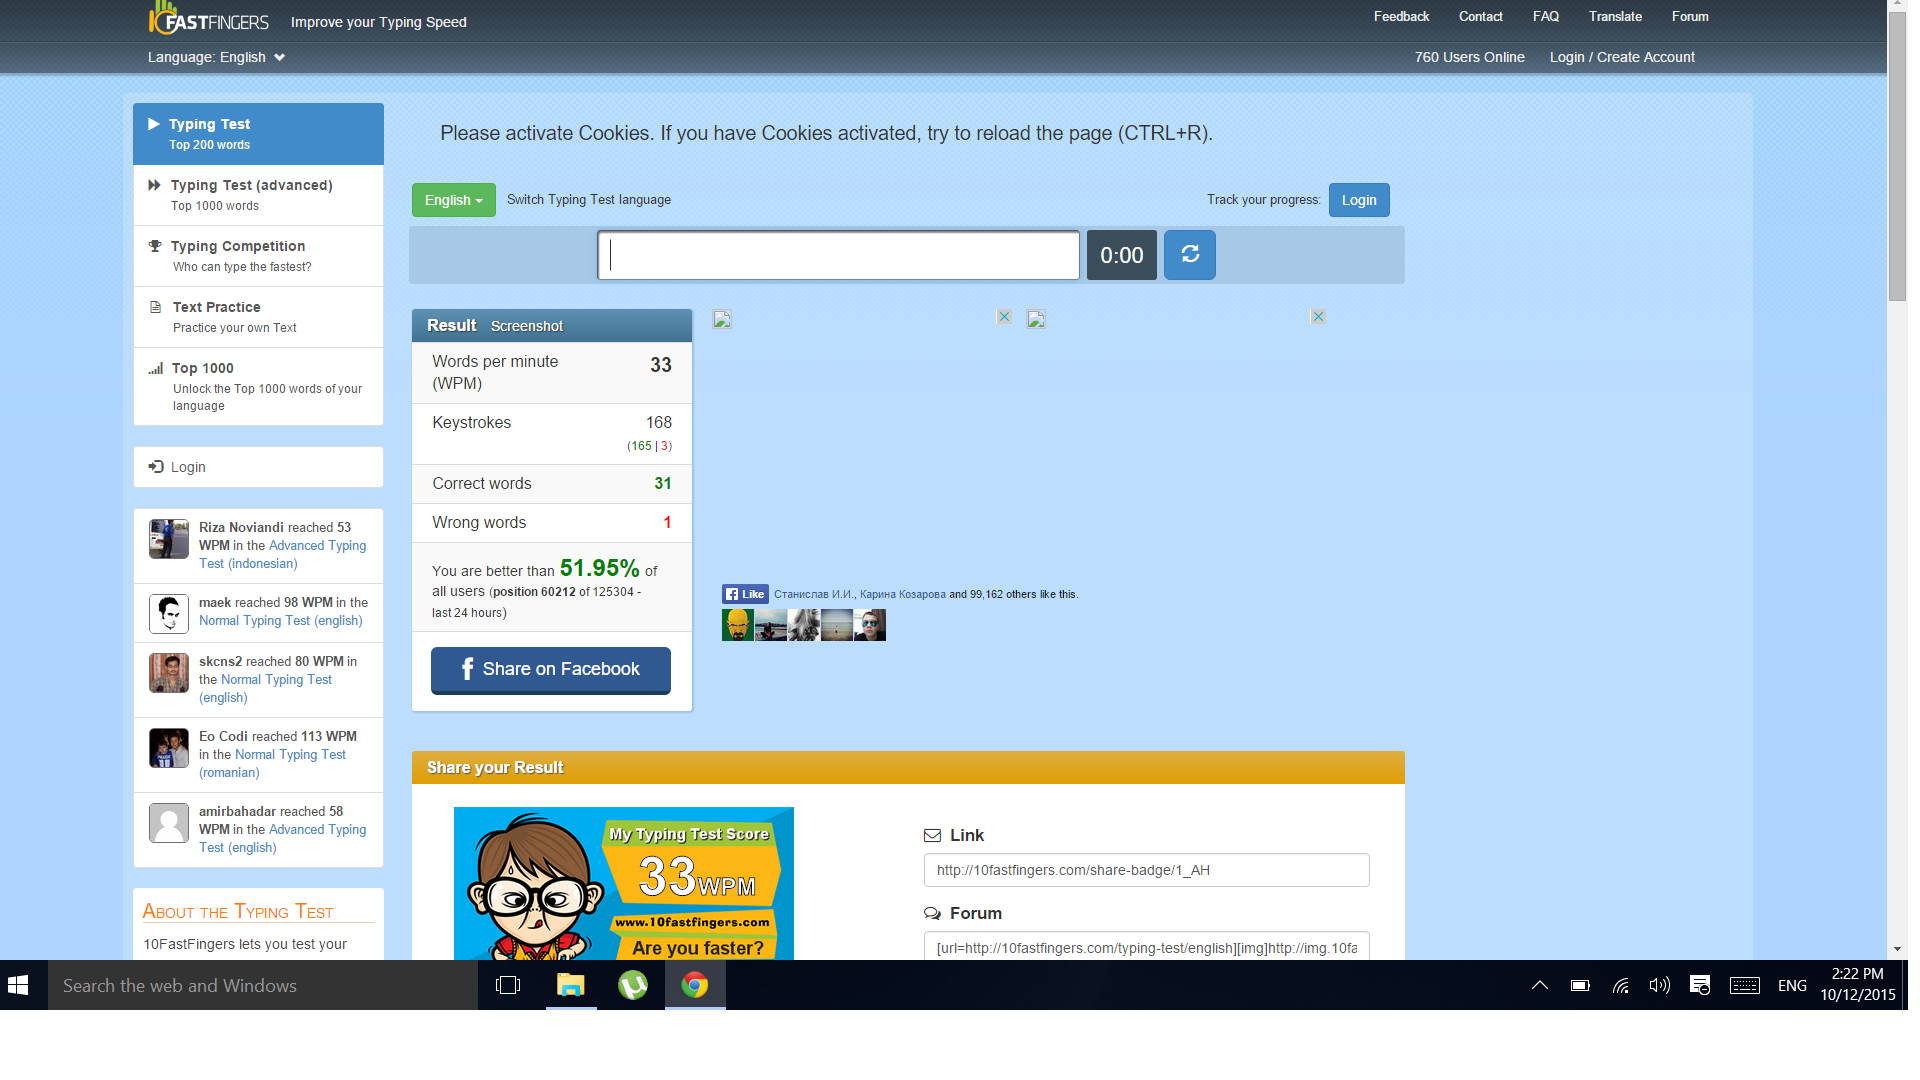 10FASTFINGERS
Improve your Typing Speed
Feedback
Contact
FAQ
Translate
Forum
Language: English
760 Users Online
Login / Create Account
Typing Test
Top 200 words
Typing Test (advanced)
Top 1000 words
Typing Competition
Who can type the fastest?
Text Practice
Practice your own Text
Top 1000
Unlock the Top 1000 words of your
language
Login
Riza Noviandi reached 53
WPM in the Advanced Typing
Test (indonesian)
maek reached 98 WPM in the
Normal Typing Test (english)
skcns2 reached 80 WPM in
the Normal Typing Test
(english)
Eo Codi reached 113 WPM
in the Normal Typing Test
(romanian)
amirbahadar reached 58
WPM in the Advanced Typing
Test (english)
About the Typing Test
10FastFingers lets you test your
Please activate Cookies. If you have Cookies activated, try to reload the page (CTRL+R).
English
Switch Typing Test language
Track your progress:
Login
0:00
Result
Screenshot
Words per minute
(WPM)
33
Keystrokes
168
(165 | 3)
Correct words
31
Wrong words
1
You are better than 51.95% of
all users (position 60212 of 125304 -
last 24 hours)
Share on Facebook
Like
Станислав И.И., Карина Козарова and 99,162 others like this.
Share your Result
My Typing Test Score
33 WPM
www.10fastfingers.com
Are you faster?
Link
http://10fastfingers.com/share-badge/1_AH
Forum
[url=http://10fastfingers.com/typing-test/english][img]http://img.10fa
Search the web and Windows
ENG
2:22 PM
10/12/2015